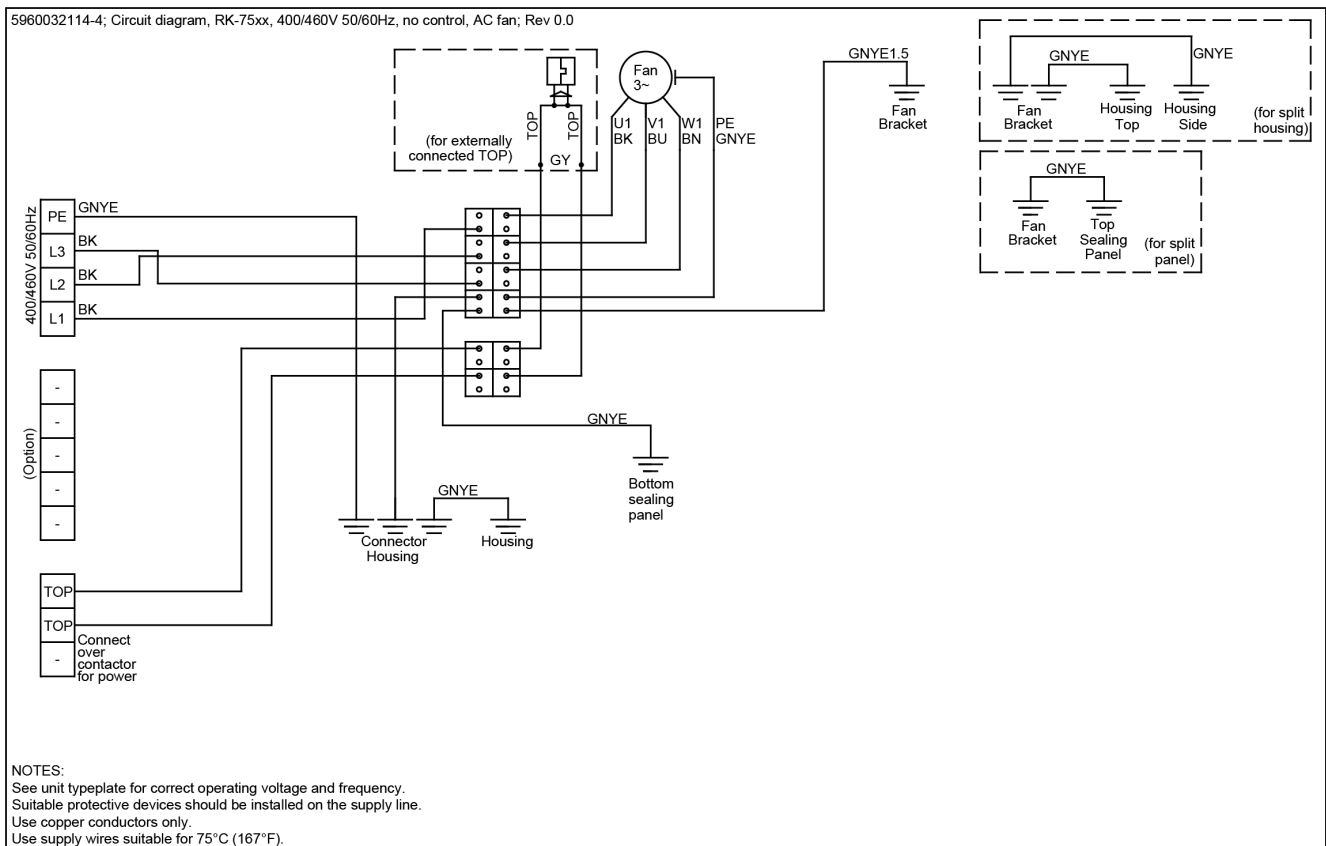 5960032114-4; Circuit diagram, RK-75xx, 400/460V 50/60Hz, no control, AC fan; Rev 0.0
TOP
TOP
(for externally
connected TOP)
GY
Fan
3~
U1
BK
V1
BU
W1
BN
PE
GNYE
GNYE1.5
Fan
Bracket
GNYE
GNYE
Fan
Bracket
Housing
Top
Housing
Side
(for split
housing)
GNYE
Fan
Bracket
Top
Sealing
Panel
(for split
panel)
400/460V 50/60Hz
PE
GNYE
L3
BK
L2
BK
L1
BK
(Option)
-
-
-
-
-
GNYE
Bottom
sealing
panel
GNYE
Connector
Housing
Housing
TOP
TOP
-
Connect
over
contactor
for power
NOTES:
See unit typeplate for correct operating voltage and frequency.
Suitable protective devices should be installed on the supply line.
Use copper conductors only.
Use supply wires suitable for 75°C (167°F).